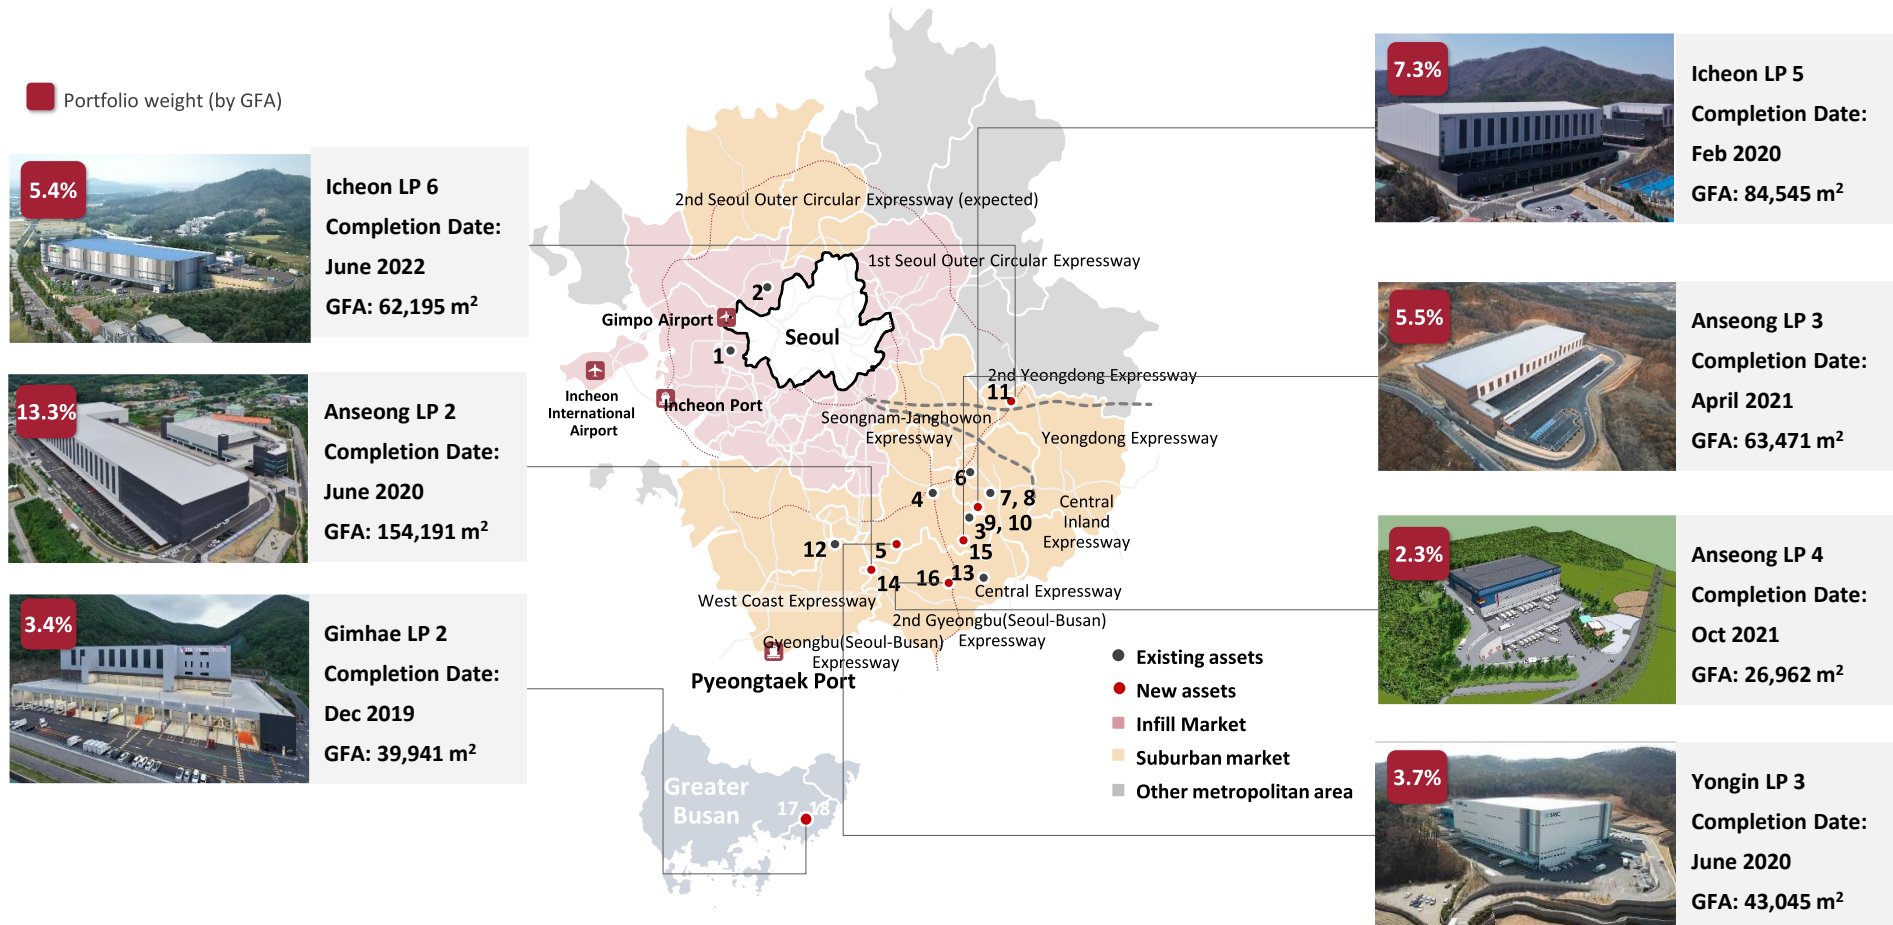 Portfolio weight (by GFA)
5.4%
Icheon LP 6
Completion Date:
June 2022
GFA: 62,195 m²
13.3%
Anseong LP 2
Completion Date:
June 2020
GFA: 154,191 m²
3.4%
Gimhae LP 2
Completion Date:
Dec 2019
GFA: 39,941 m²
2nd Seoul Outer Circular Expressway (expected)
1st Seoul Outer Circular Expressway
2
Gimpo Airport
Seoul
1
Incheon
International
Airport
Incheon Port
2nd Yeongdong Expressway
11
Seongnam-Janghowon
Expressway
Yeongdong Expressway
6
4
7, 8
Central
Inland
Expressway
9, 10
3
15
12
5
14
16
13
Central Expressway
West Coast Expressway
2nd Gyeongbu(Seoul-Busan)
Expressway
Gyeongbu(Seoul-Busan)
Expressway
Pyeongtaek Port
Greater
Busan
17, 18
Existing assets
New assets
Infill Market
Suburban market
Other metropolitan area
7.3%
Icheon LP 5
Completion Date:
Feb 2020
GFA: 84,545 m²
5.5%
Anseong LP 3
Completion Date:
April 2021
GFA: 63,471 m²
2.3%
Anseong LP 4
Completion Date:
Oct 2021
GFA: 26,962 m²
3.7%
Yongin LP 3
Completion Date:
June 2020
GFA: 43,045 m²